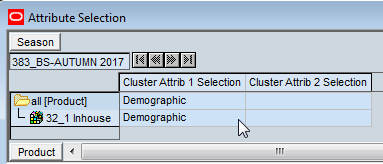 Attribute Selection
Season
383_BS-AUTUMN 2017
Cluster Attrib 1 Selection Cluster Attrib 2 Selection
all [Product] Demographic
32_1 Inhouse Demographic
Product